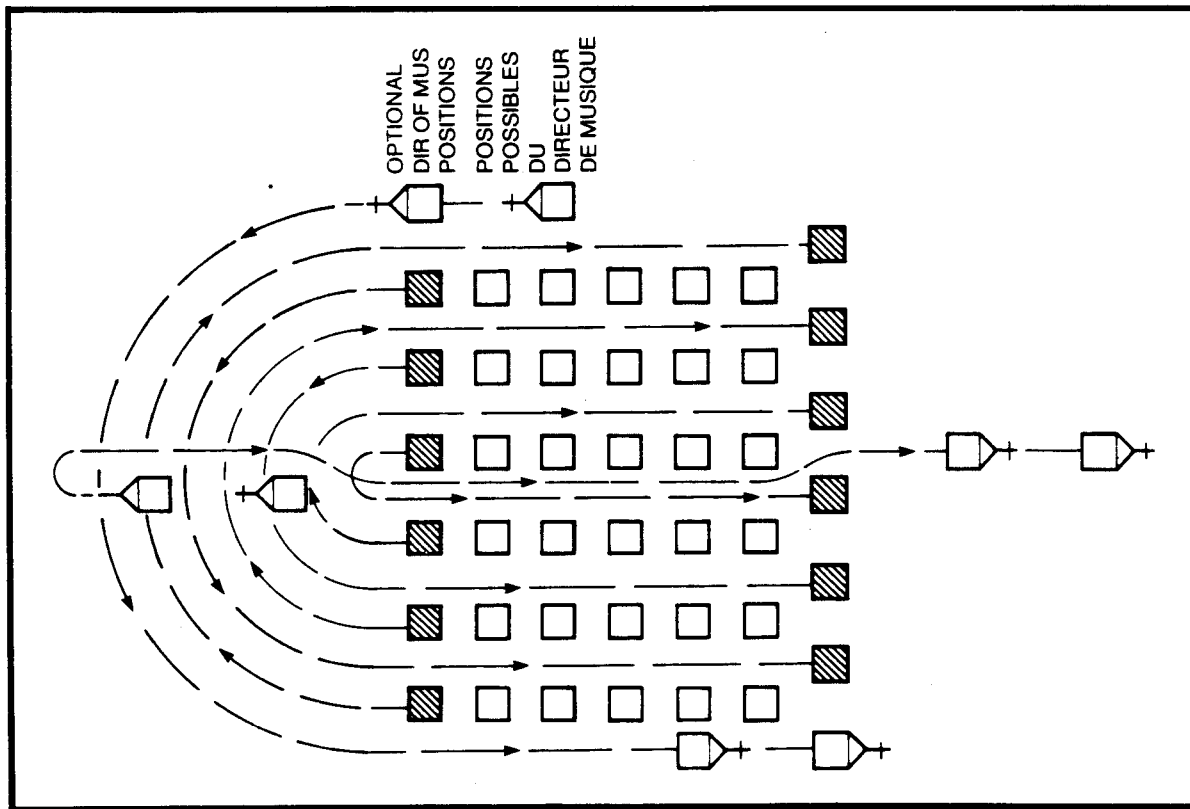 OPTIONAL
DIR OF MUS
POSITIONS
POSITIONS
POSSIBLES
DU
DIRECTEUR
DE MUSIQUE